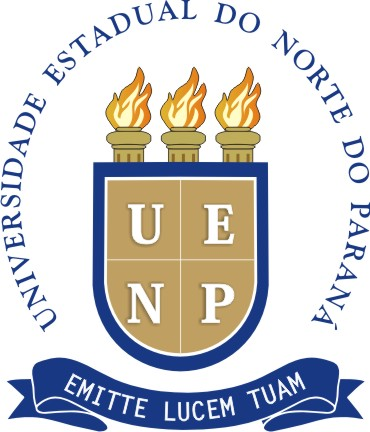 UNIVERSIDADE ESTADUAL DO NORTE DO PARANÁ
U E
N P
EMITTE LUCEM TUAM